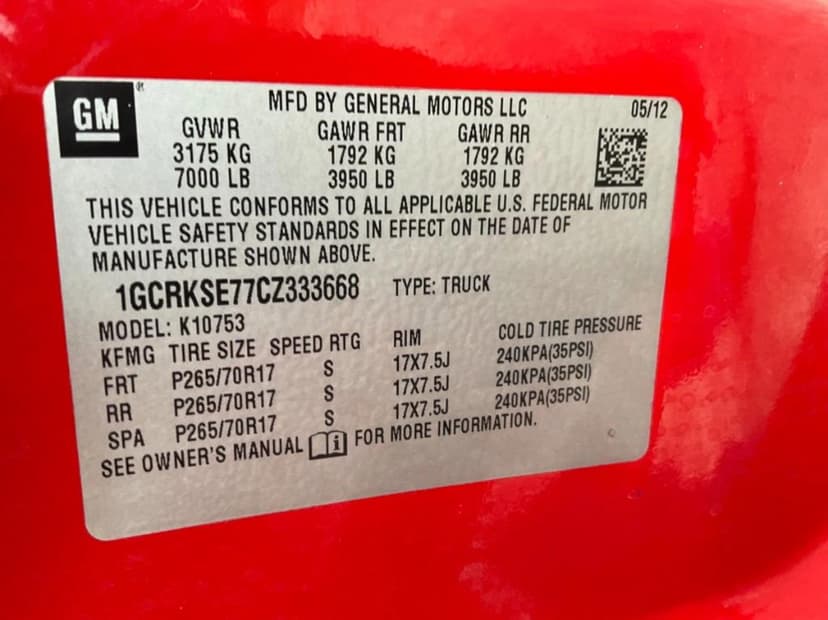 GM
MFD BY GENERAL MOTORS LLC 05/12
GVWR GAWR FRT GAWR RR
3175 KG 1792 KG 1792 KG
7000 LB 3950 LB 3950 LB
THIS VEHICLE CONFORMS TO ALL APPLICABLE U.S. FEDERAL MOTOR
VEHICLE SAFETY STANDARDS IN EFFECT ON THE DATE OF
MANUFACTURE SHOWN ABOVE.
1GCRKSE77CZ333668 TYPE: TRUCK
MODEL: K10753
KFMG TIRE SIZE SPEED RTG RIM COLD TIRE PRESSURE
FRT P265/70R17 S 17X7.5J 240KPA(35PSI)
RR P265/70R17 S 17X7.5J 240KPA(35PSI)
SPA P265/70R17 S 17X7.5J 240KPA(35PSI)
SEE OWNER'S MANUAL i FOR MORE INFORMATION.